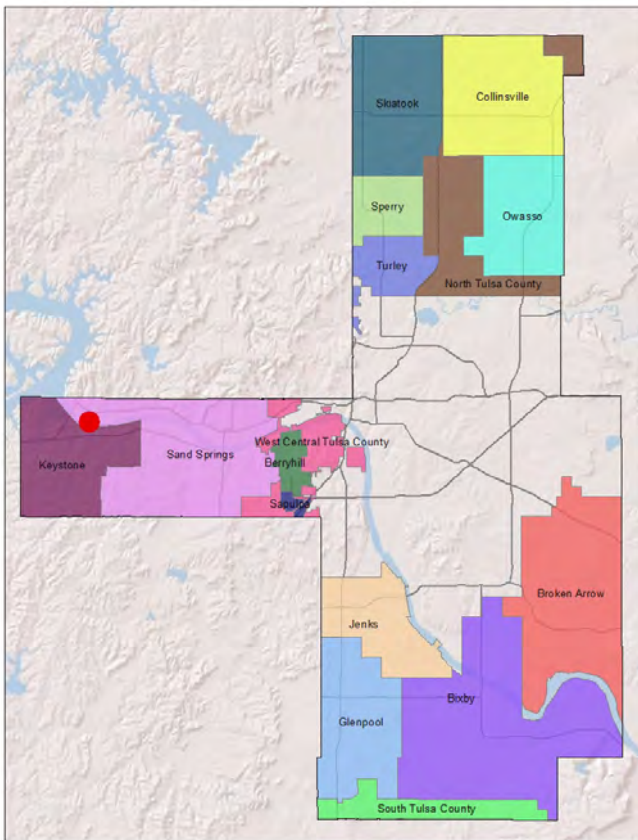 Skiatook
Collinsville
Sperry
Owasso
Turley
North Tulsa County
West Central Tulsa County
Keystone
Sand Springs
Berryhill
Sapulpa
Broken Arrow
Jenks
Bixby
Glenpool
South Tulsa County